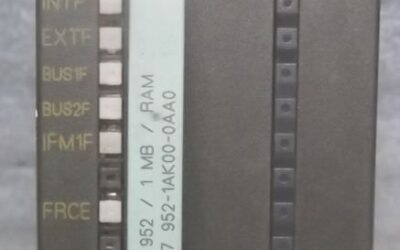 INTF
EXTF
BUS1F
BUS2F
IFM1F
FRCE
952 / 1 MB / RAM
7 952-1AK00-0AA0